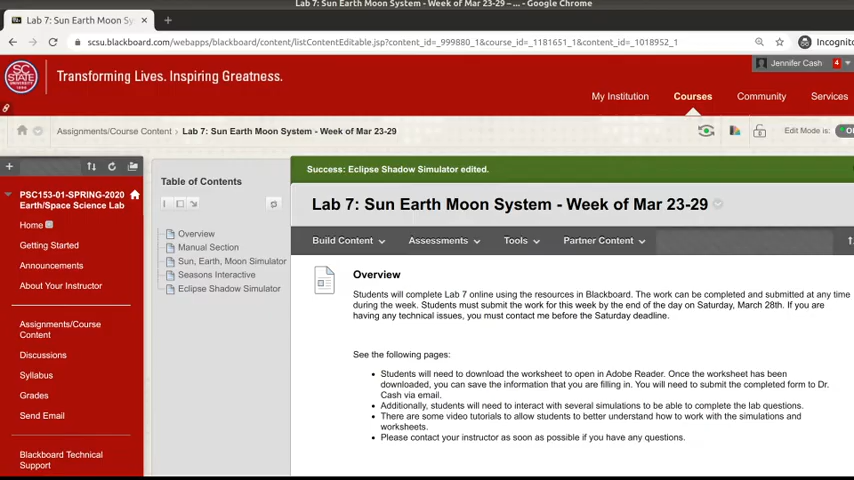 Lab 7: Sun Earth Moon System - Week of Mar 23-29 – ... - Google Chrome
Lab 7: Sun Earth Moon Sy
scsu.blackboard.com/webapps/blackboard/content/listContentEditable.jsp?content_id=_999880_1&course_id=_1181651_1&content_id=_1018952_1
Incognito
SC STATE
Transforming Lives. Inspiring Greatness.
Jennifer Cash 4
My Institution Courses Community Services
Assignments/Course Content › Lab 7: Sun Earth Moon System - Week of Mar 23-29
Edit Mode is: O
PSC153-01-SPRING-2020
Earth/Space Science Lab
Home
Getting Started
Announcements
About Your Instructor
Assignments/Course
Content
Discussions
Syllabus
Grades
Send Email
Blackboard Technical
Support
Table of Contents
Overview
Manual Section
Sun, Earth, Moon Simulator
Seasons Interactive
Eclipse Shadow Simulator
Success: Eclipse Shadow Simulator edited.
Lab 7: Sun Earth Moon System - Week of Mar 23-29
Build Content Assessments Tools Partner Content
Overview
Students will complete Lab 7 online using the resources in Blackboard. The work can be completed and submitted at any time
during the week. Students must submit the work for this week by the end of the day on Saturday, March 28th. If you are
having any technical issues, you must contact me before the Saturday deadline.
See the following pages:
• Students will need to download the worksheet to open in Adobe Reader. Once the worksheet has been
downloaded, you can save the information that you are filling in. You will need to submit the completed form to Dr.
Cash via email.
• Additionally, students will need to interact with several simulations to be able to complete the lab questions.
• There are some video tutorials to allow students to better understand how to work with the simulations and
worksheets.
• Please contact your instructor as soon as possible if you have any questions.